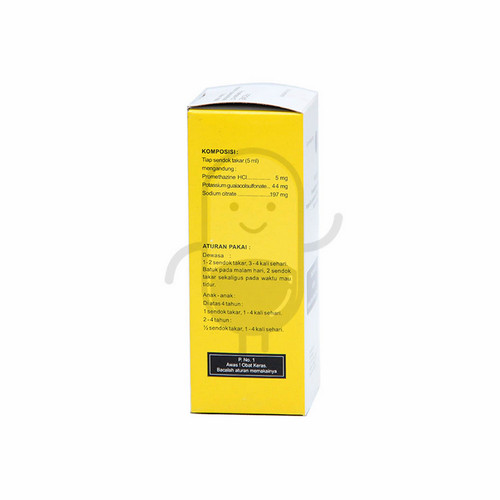 KOMPOSISI :
Tiap sendok takar (5 ml)
mengandung :
Promethazine HCl................ 5 mg
Potassium guaiacolsulfonate... 44 mg
Sodium citrate ................... 197 mg
ATURAN PAKAI :
Dewasa :
1 - 2 sendok takar, 3 - 4 kali sehari.
Batuk pada malam hari, 2 sendok
takar sekaligus pada waktu mau
tidur.
Anak - anak :
Di atas 4 tahun :
1 sendok takar, 1 - 4 kali sehari.
2 - 4 tahun :
½ sendok takar, 1 - 4 kali sehari.
P. No. 1
Awas ! Obat Keras.
Bacalah aturan memakainya